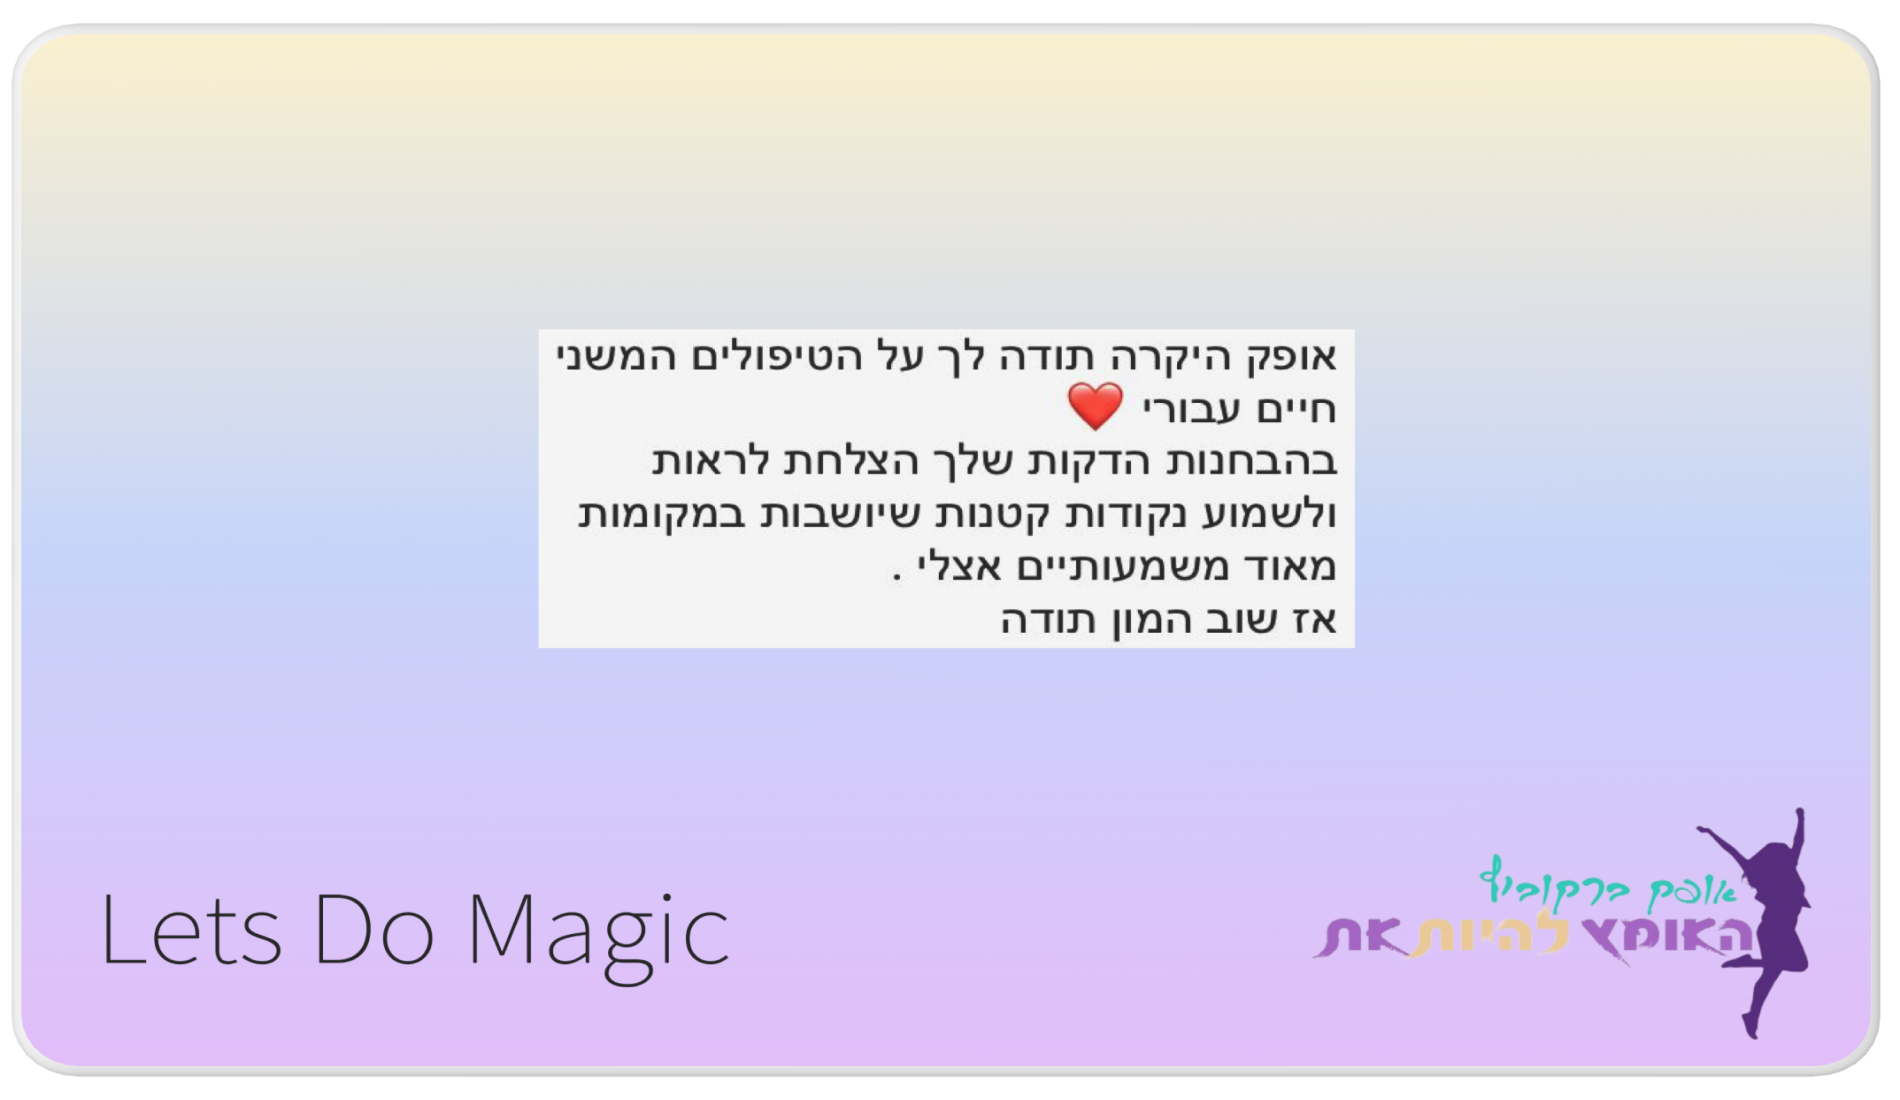 אופק היקרה תודה לך על הטיפולים המשני
חיים עבורי ❤️
בהבחנות הדקות שלך הצלחת לראות
ולשמוע נקודות קטנות שיושבות במקומות
מאוד משמעותיים אצלי .
אז שוב המון תודה
אופק ברקוביץ
האומץ להיות את
Lets Do Magic